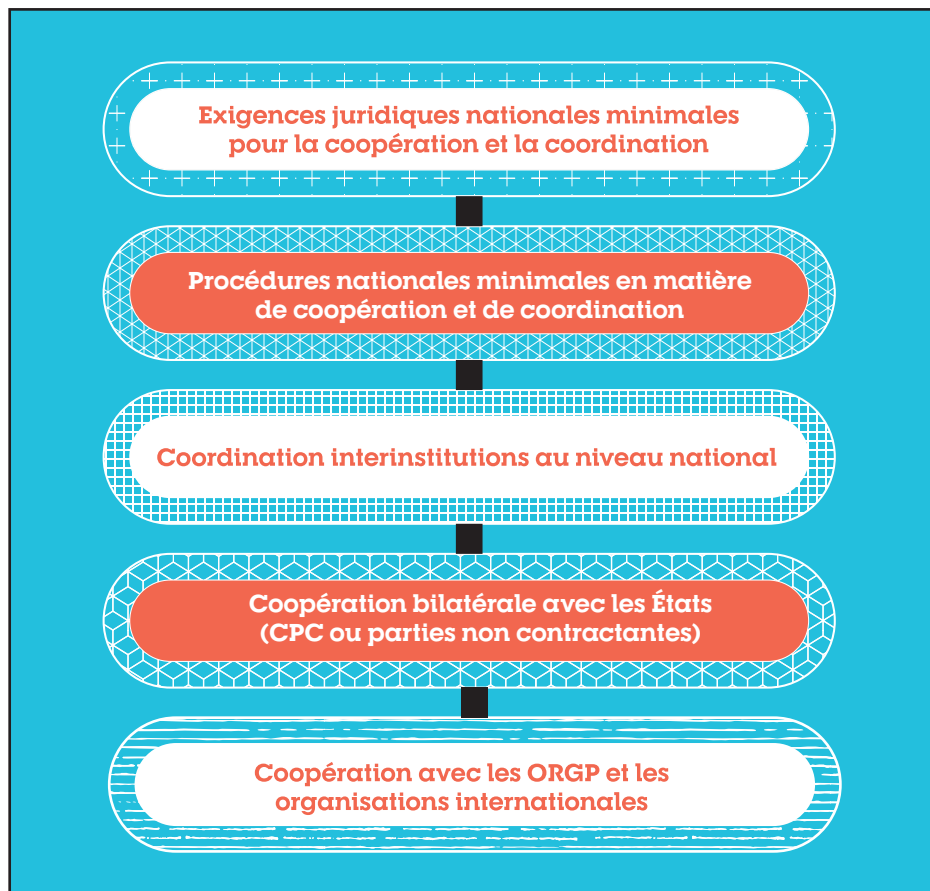 Exigences juridiques nationales minimales
pour la coopération et la coordination
Procédures nationales minimales en matière
de coopération et de coordination
Coordination interinstitutions au niveau national
Coopération bilatérale avec les États
(CPC ou parties non contractantes)
Coopération avec les ORGP et les
organisations internationales